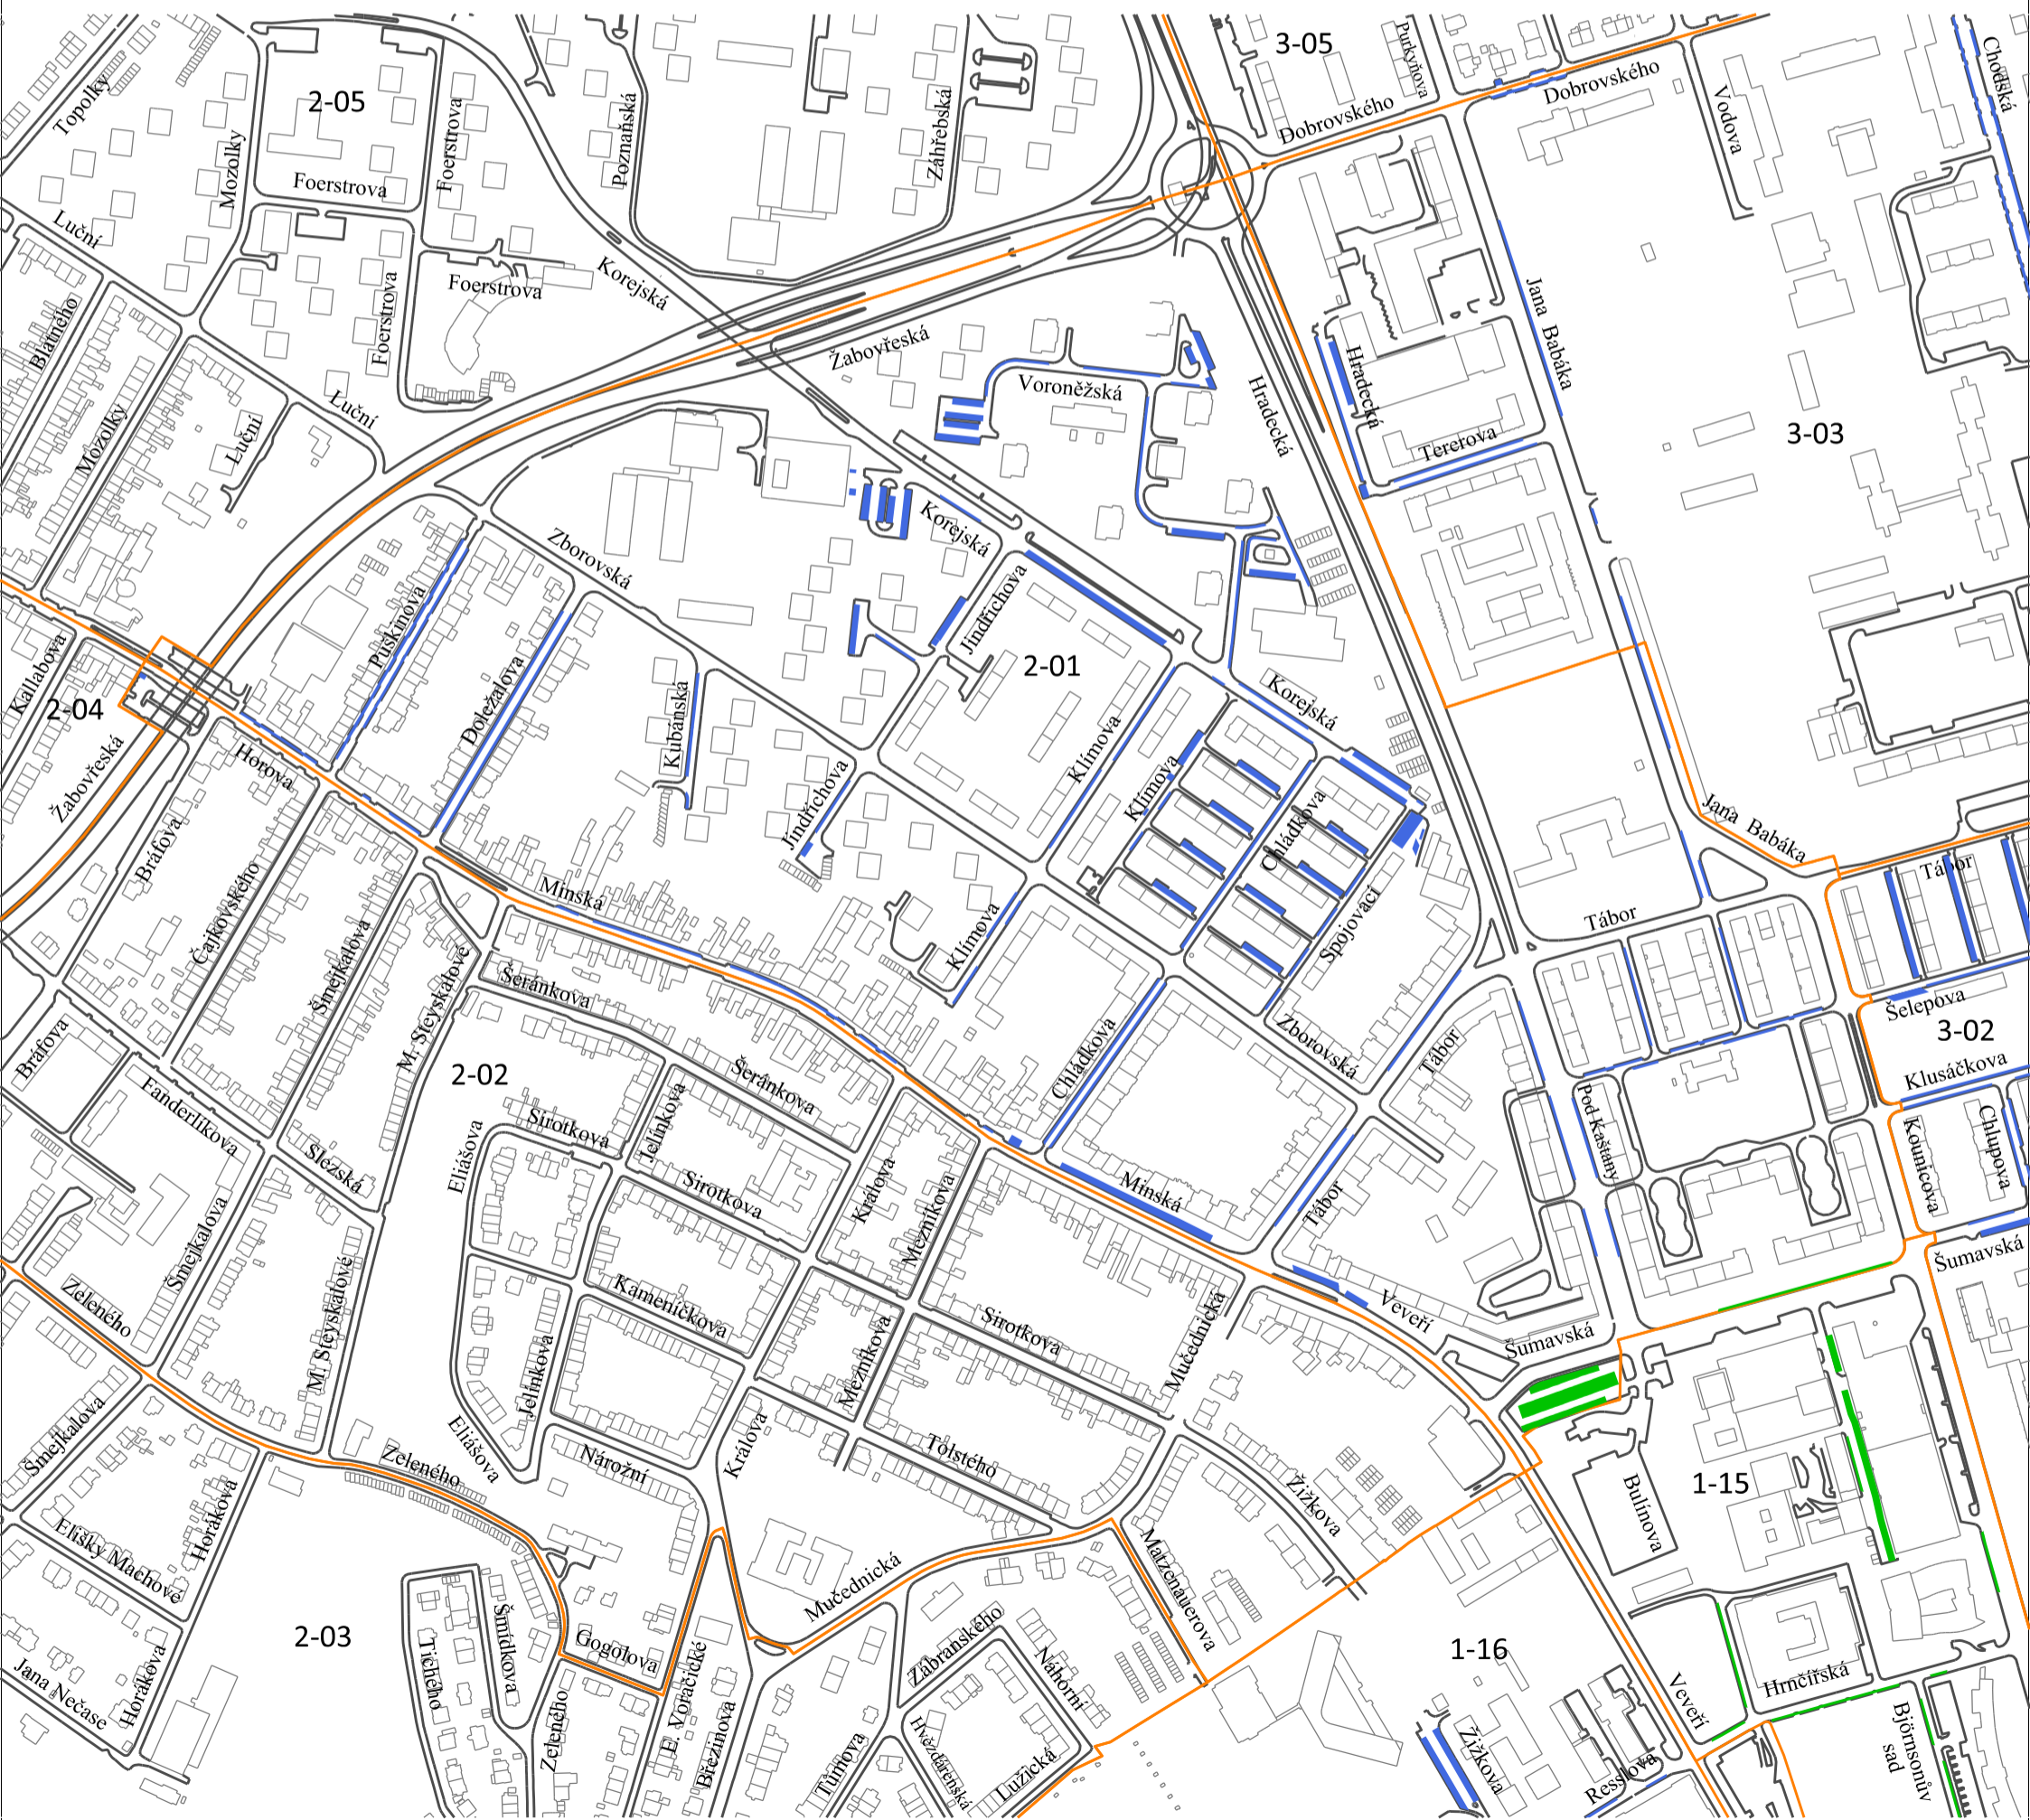 3-05
Purkyňova
Dobrovského
Dobrovského
Chodská
Topolky
2-05
Mozolky
Foerstrova
Foerstrova
Poznaňská
Záhřebská
Vodova
Luční
Foerstrova
Foerstrova
Korejská
Blatného
Luční
Žabovřeská
Voroněžská
Hradecká
Hradecká
Jana Babáka
Mozolky
Luční
Tererova
3-03
Korejská
Zborovská
Puškinova
Jindřichova
Kallabova
2-04
Doležalova
Kubánská
2-01
Korejská
Klímova
Žabovřeská
Horova
Klímova
Jindřichova
Chládkova
Jana Babáka
Bráfova
Čajkovského
Minská
Tábor
Šmejkalova
Klímova
Spojovací
Tábor
M. Steyskalové
Šeránkova
Šelepova
3-02
Bráfova
2-02
Šeránkova
Chládkova
Zborovská
Tábor
Klusáčkova
Fanderlíkova
Pod Kaštany
Chlupova
Kounicova
Slezská
Eliášova
Sirotkova
Jelínkova
Sirotkova
Králova
Mezníkova
Minská
Tábor
Šumavská
Šmejkalova
Zeleného
M. Steyskalové
Kameníčkova
Jelínkova
Mezníkova
Sirotkova
Mučednická
Veveří
Šumavská
Šmejkalova
Eliášova
Nárožní
Králova
Tolstého
Zeleného
Žižkova
Bulínova
1-15
Horákova
Elišky Machové
Mučednická
Matzenauerova
2-03
Tichého
Šmídkova
Gogolova
Zábranského
Náhorní
1-16
Hrnčířská
Veveří
Jana Nečase
Horákova
Zeleného
E. Voračické
Březinova
Tůmova
Hvězdárenská
Lužická
Žižkova
Resslova
Björnsonův
sad